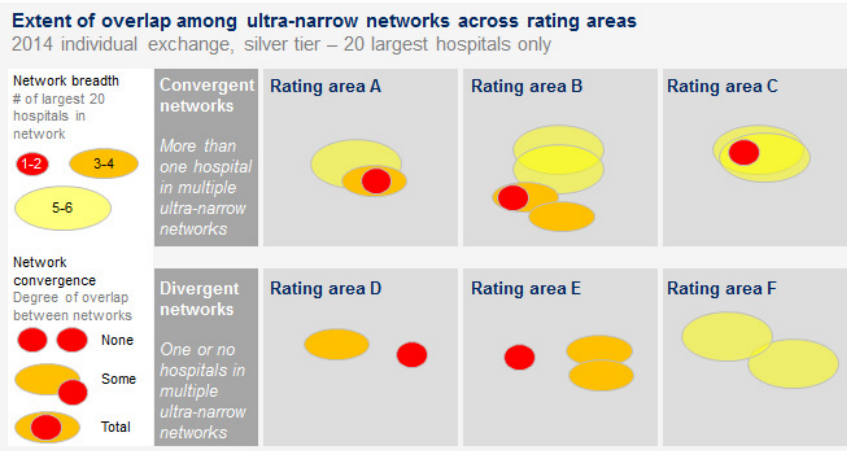 Extent of overlap among ultra-narrow networks across rating areas
2014 individual exchange, silver tier – 20 largest hospitals only
Network breadth
# of largest 20
hospitals in
network
1-2
3-4
5-6
Network
convergence
Degree of overlap
between networks
None
Some
Total
Convergent
networks
More than
one hospital
in multiple
ultra-narrow
networks
Rating area A
Rating area B
Rating area C
Divergent
networks
One or no
hospitals in
multiple
ultra-narrow
networks
Rating area D
Rating area E
Rating area F